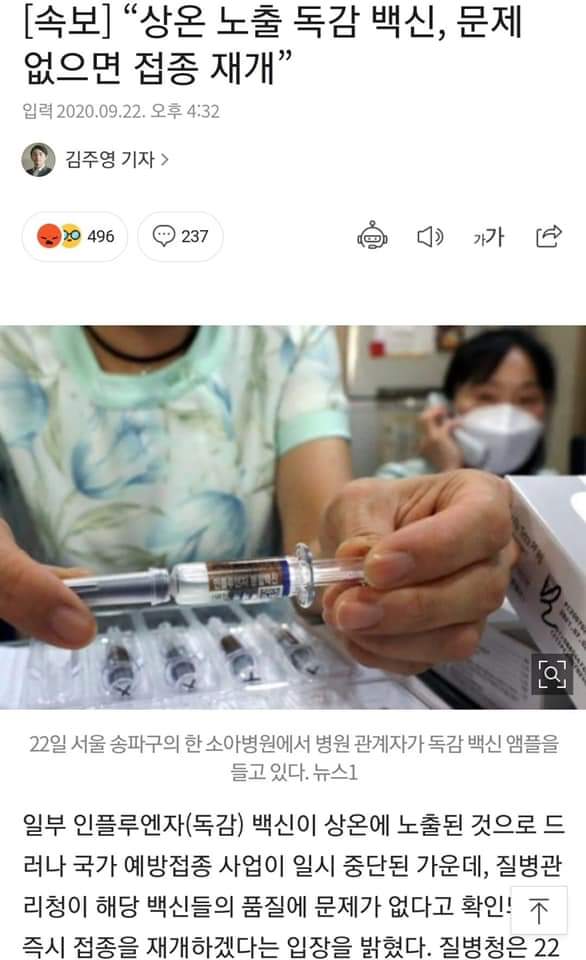 [속보] “상온 노출 독감 백신, 문제
없으면 접종 재개”
입력 2020.09.22. 오후 4:32
김주영 기자 >
496
237
가가
22일 서울 송파구의 한 소아병원에서 병원 관계자가 독감 백신 앰플을
들고 있다. 뉴스1
일부 인플루엔자(독감) 백신이 상온에 노출된 것으로 드
러나 국가 예방접종 사업이 일시 중단된 가운데, 질병관
리청이 해당 백신들의 품질에 문제가 없다고
즉시 접종을 재개하겠다는 입장을 밝혔다. 질병청은 22